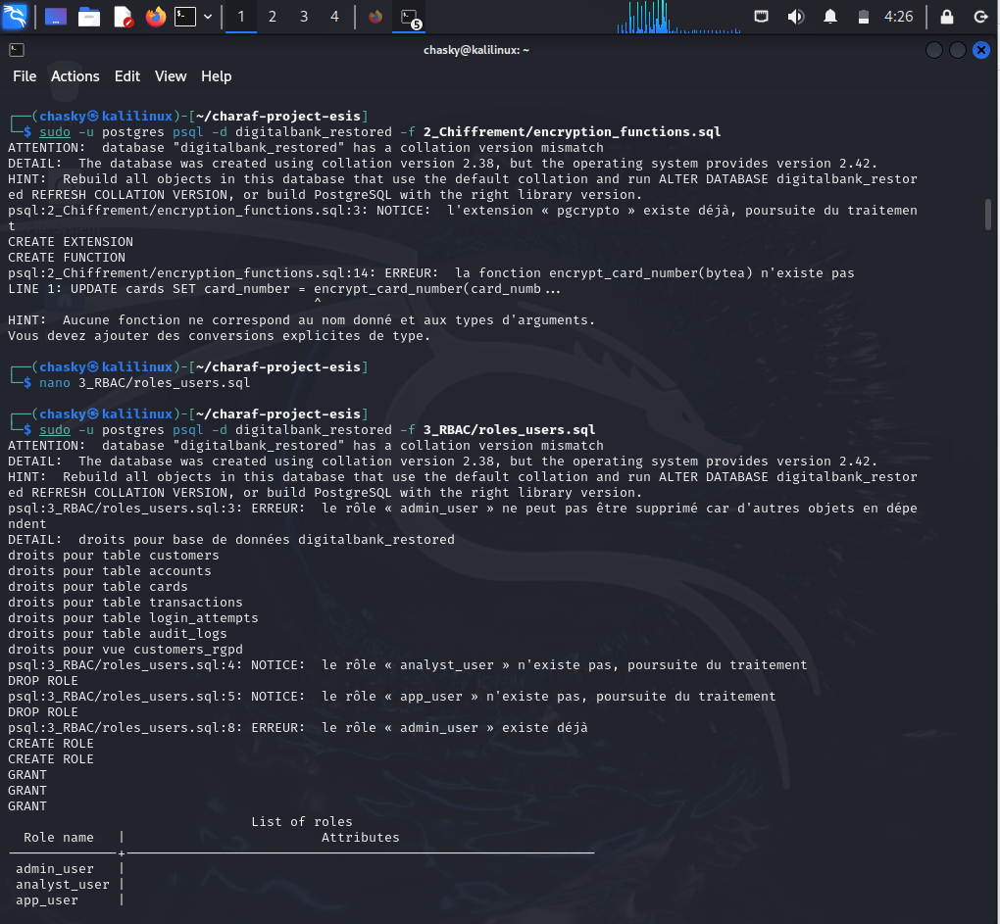 1 2 3 4 5 4:26
chasky@kalilinux: ~
File Actions Edit View Help
┌──(chasky㉿kalilinux)-[~/charaf-project-esis]
└─$ sudo -u postgres psql -d digitalbank_restored -f 2_Chiffrement/encryption_functions.sql
ATTENTION:  database "digitalbank_restored" has a collation version mismatch
DETAIL:  The database was created using collation version 2.38, but the operating system provides version 2.42.
HINT:  Rebuild all objects in this database that use the default collation and run ALTER DATABASE digitalbank_restor
ed REFRESH COLLATION VERSION, or build PostgreSQL with the right library version.
psql:2_Chiffrement/encryption_functions.sql:3: NOTICE:  l'extension « pgcrypto » existe déjà, poursuite du traitemen
t
CREATE EXTENSION
CREATE FUNCTION
psql:2_Chiffrement/encryption_functions.sql:14: ERREUR:  la fonction encrypt_card_number(bytea) n'existe pas
LINE 1: UPDATE cards SET card_number = encrypt_card_number(card_numb...
^
HINT:  Aucune fonction ne correspond au nom donné et aux types d'arguments.
Vous devez ajouter des conversions explicites de type.
┌──(chasky㉿kalilinux)-[~/charaf-project-esis]
└─$ nano 3_RBAC/roles_users.sql
┌──(chasky㉿kalilinux)-[~/charaf-project-esis]
└─$ sudo -u postgres psql -d digitalbank_restored -f 3_RBAC/roles_users.sql
ATTENTION:  database "digitalbank_restored" has a collation version mismatch
DETAIL:  The database was created using collation version 2.38, but the operating system provides version 2.42.
HINT:  Rebuild all objects in this database that use the default collation and run ALTER DATABASE digitalbank_restor
ed REFRESH COLLATION VERSION, or build PostgreSQL with the right library version.
psql:3_RBAC/roles_users.sql:3: ERREUR:  le rôle « admin_user » ne peut pas être supprimé car d'autres objets en dépe
ndent
DETAIL:  droits pour base de données digitalbank_restored
droits pour table customers
droits pour table accounts
droits pour table cards
droits pour table transactions
droits pour table login_attempts
droits pour table audit_logs
droits pour vue customers_rgpd
psql:3_RBAC/roles_users.sql:4: NOTICE:  le rôle « analyst_user » n'existe pas, poursuite du traitement
DROP ROLE
psql:3_RBAC/roles_users.sql:5: NOTICE:  le rôle « app_user » n'existe pas, poursuite du traitement
DROP ROLE
psql:3_RBAC/roles_users.sql:8: ERREUR:  le rôle « admin_user » existe déjà
CREATE ROLE
CREATE ROLE
GRANT
GRANT
GRANT
List of roles
Role name | Attributes
admin_user |
analyst_user |
app_user |